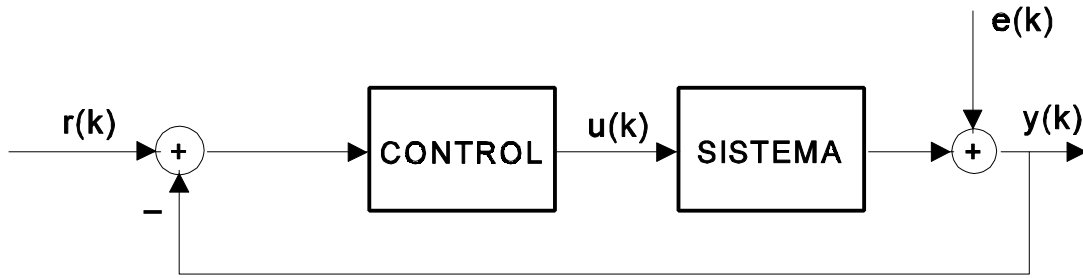 e(k)
r(k)
+
CONTROL
u(k)
SISTEMA
+
y(k)
−